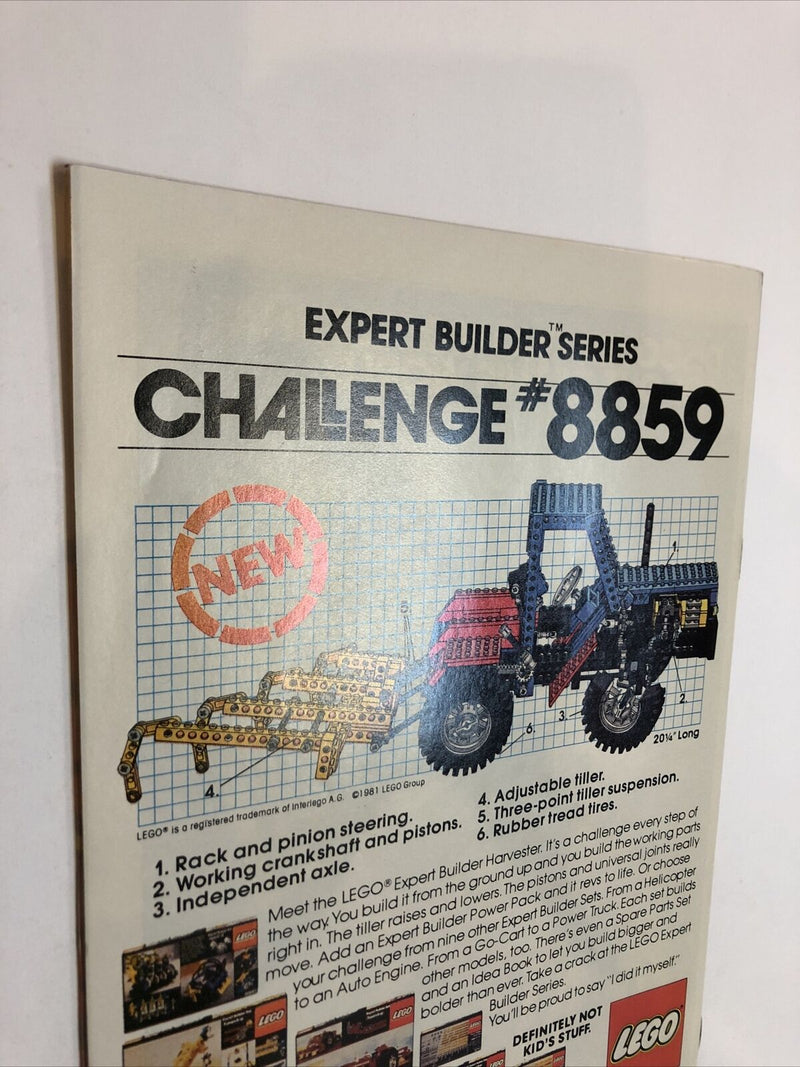 EXPERT BUILDER™ SERIES
CHALLENGE #8859
NEW
1.
5.
2.
3.
6.
4.
20¼" Long
LEGO® is a registered trademark of Interlego A.G. ©1981 LEGO Group
1. Rack and pinion steering.
2. Working crankshaft and pistons.
3. Independent axle.
4. Adjustable tiller.
5. Three-point tiller suspension.
6. Rubber tread tires.
Meet the LEGO® Expert Builder Harvester. It's a challenge every step of
the way. You build it from the ground up and you build the working parts
right in. The tiller raises and lowers. The pistons and universal joints really
move. Add an Expert Builder Power Pack and it revs to life. Or choose
your challenge from nine other Expert Builder Sets. From a Helicopter
to an Auto Engine. From a Go-Cart to a Power Truck. Each set builds
other models, too. There's even a Spare Parts Set
and an Idea Book to let you build bigger and
bolder than ever. Take a crack at the LEGO Expert
Builder Series.
You'll be proud to say "I did it myself."
DEFINITELY NOT
KID'S STUFF.
LEGO®
LEGO
LEGO
LEGO